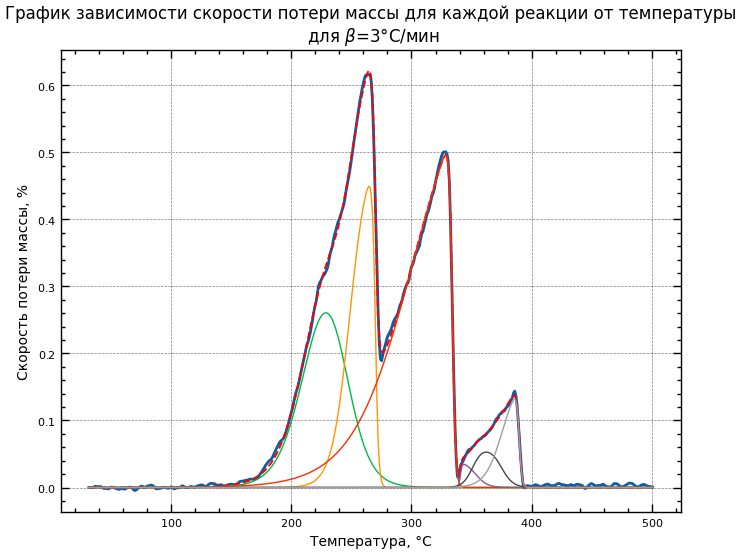 График зависимости скорости потери массы для каждой реакции от температуры
для β=3°C/мин
Скорость потери массы, %
0.6
0.5
0.4
0.3
0.2
0.1
0.0
100 200 300 400 500
Температура, °C